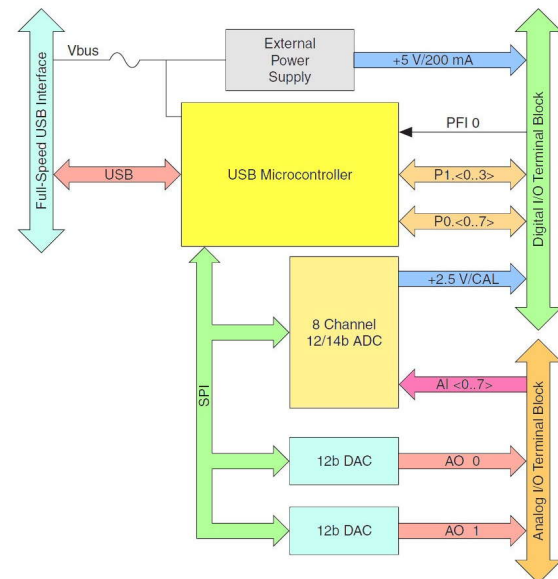 Vbus
External
Power
Supply
+5 V/200 mA
Full-Speed USB Interface
USB
USB Microcontroller
PFI 0
P1.<0..3>
P0.<0..7>
Digital I/O Terminal Block
+2.5 V/CAL
8 Channel
12/14b ADC
AI <0..7>
SPI
12b DAC
AO 0
12b DAC
AO 1
Analog I/O Terminal Block